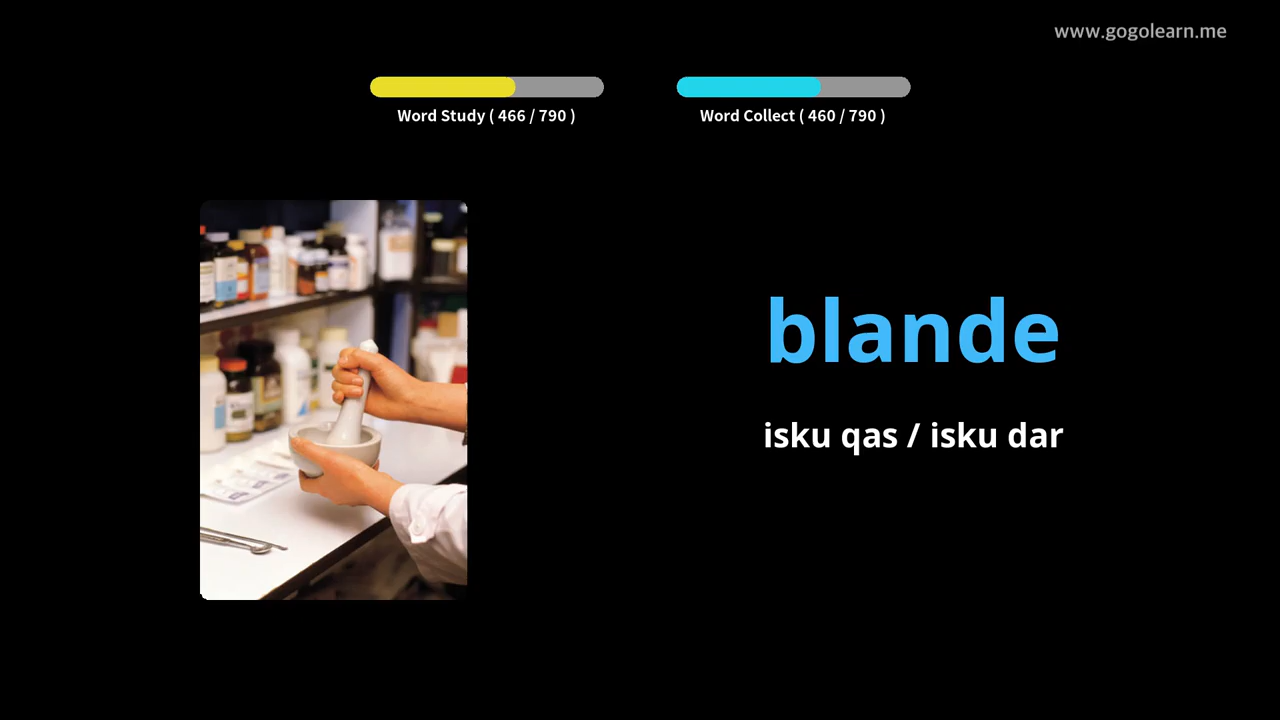 www.gogolearn.me
Word Study ( 466 / 790 )
Word Collect ( 460 / 790 )
blande
isku qas / isku dar